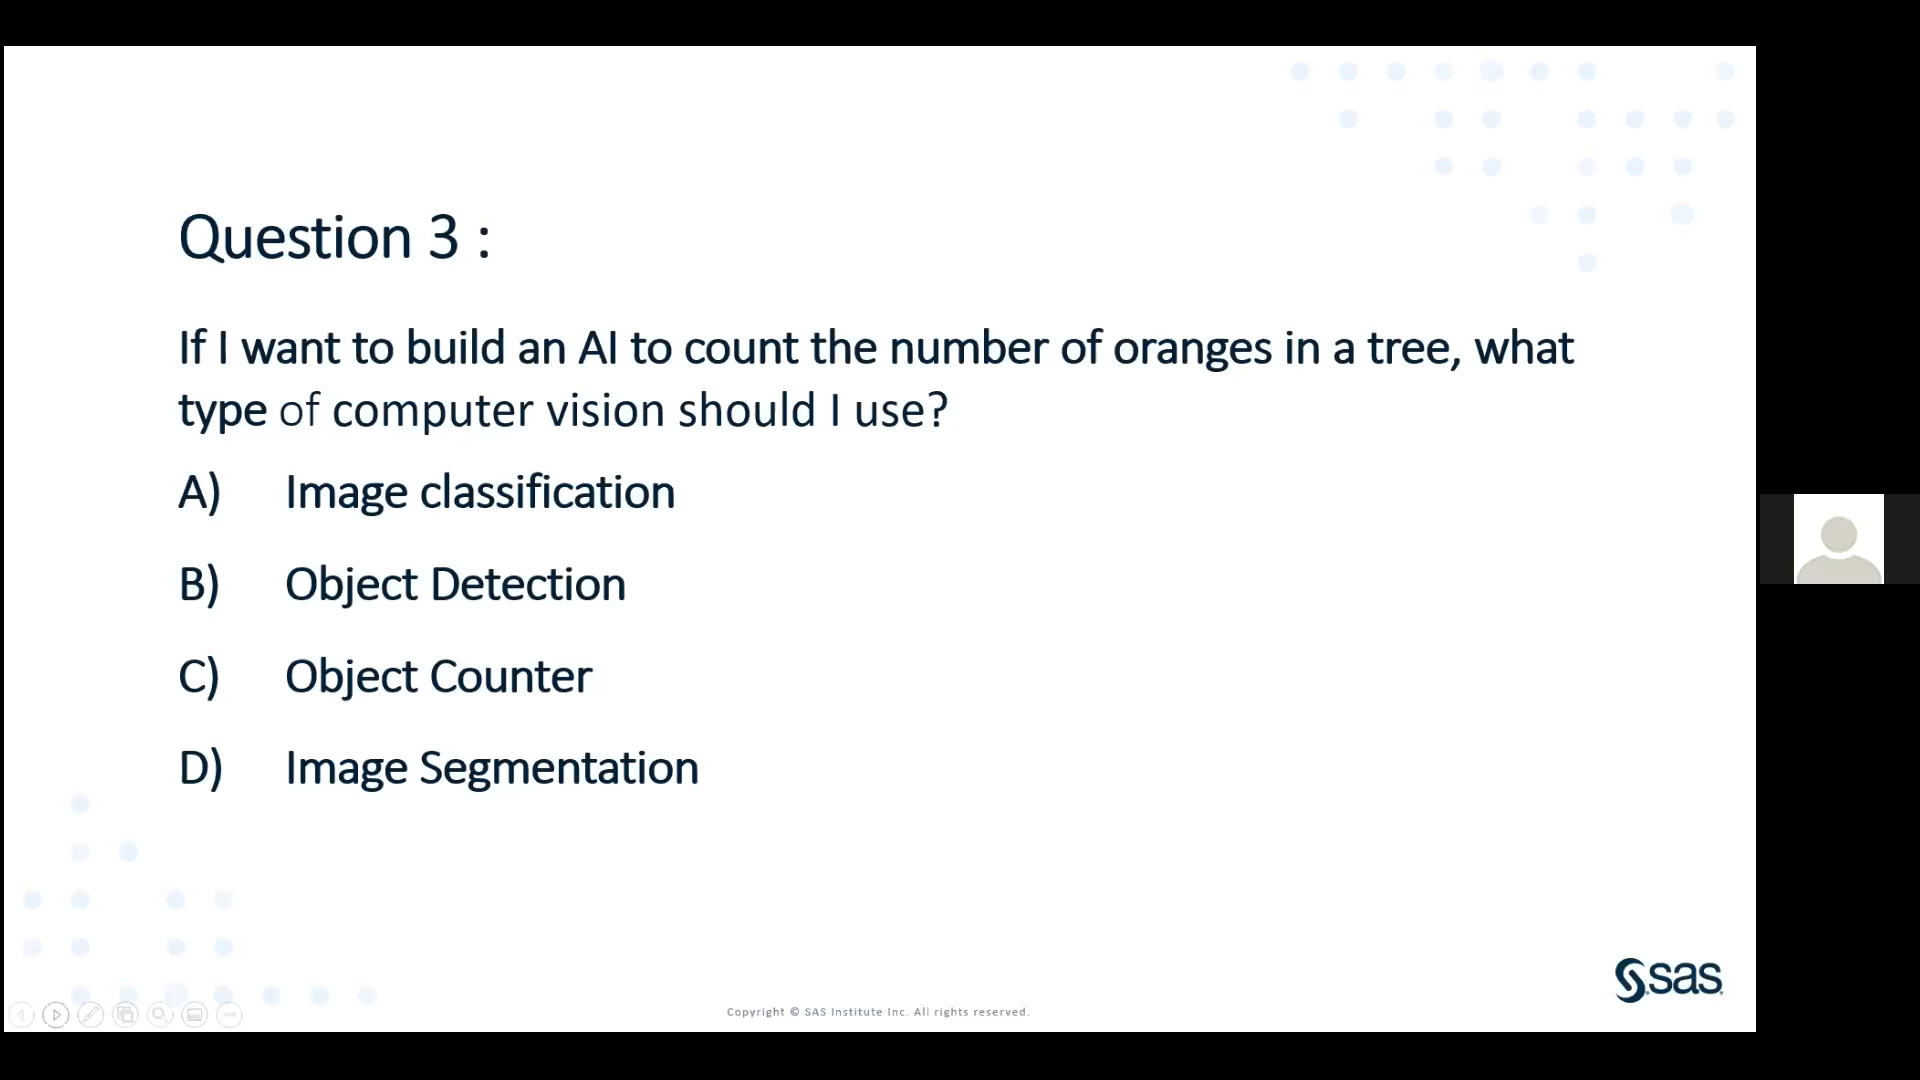 Question 3 :
If I want to build an AI to count the number of oranges in a tree, what
type of computer vision should I use?
A) Image classification
B) Object Detection
C) Object Counter
D) Image Segmentation
sas
Copyright © SAS Institute Inc. All rights reserved.